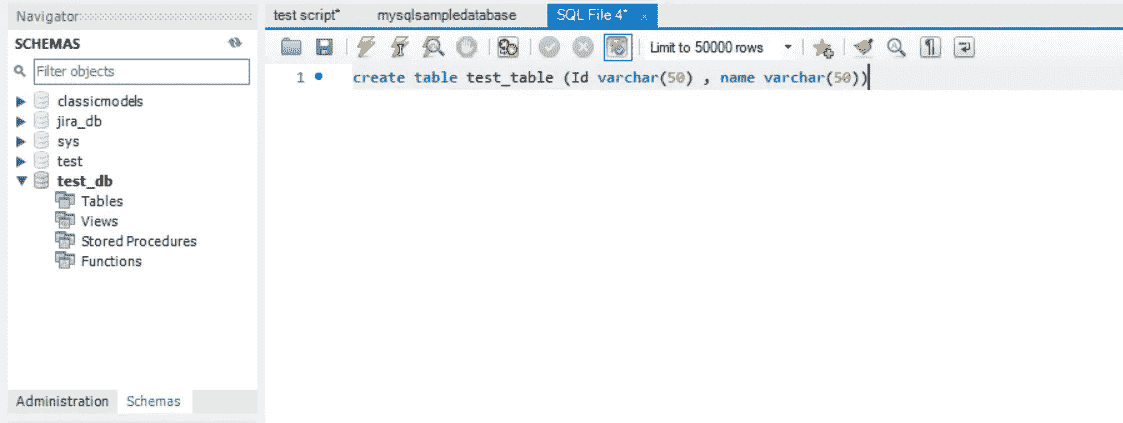 Navigator
SCHEMAS
Filter objects
classicmodels
jira_db
sys
test
test_db
Tables
Views
Stored Procedures
Functions
Administration Schemas
test script* mysqlsampledatabase SQL File 4* ×
Limit to 50000 rows
1 create table test_table (Id varchar(50) , name varchar(50))